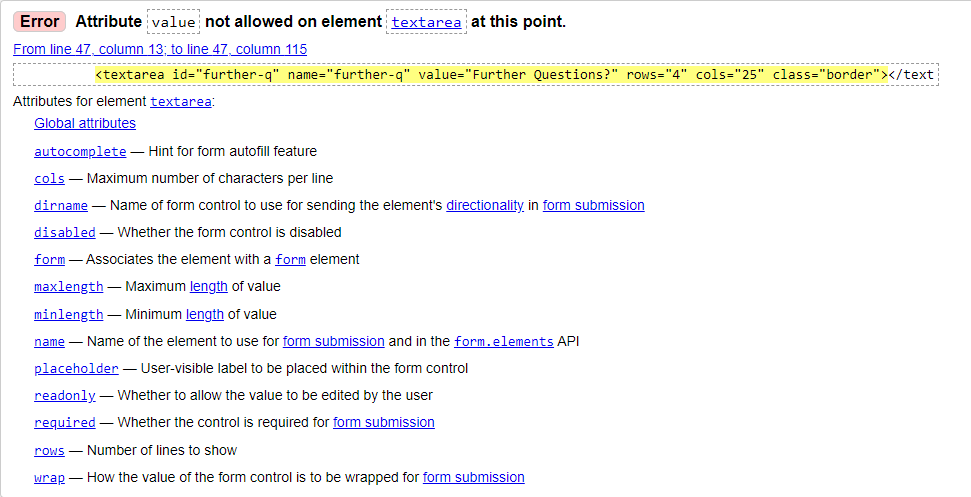 Error Attribute value not allowed on element textarea at this point.
From line 47, column 13; to line 47, column 115
<textarea id="further-q" name="further-q" value="Further Questions?" rows="4" cols="25" class="border"></text
Attributes for element textarea:
Global attributes
autocomplete — Hint for form autofill feature
cols — Maximum number of characters per line
dirname — Name of form control to use for sending the element's directionality in form submission
disabled — Whether the form control is disabled
form — Associates the element with a form element
maxlength — Maximum length of value
minlength — Minimum length of value
name — Name of the element to use for form submission and in the form.elements API
placeholder — User-visible label to be placed within the form control
readonly — Whether to allow the value to be edited by the user
required — Whether the control is required for form submission
rows — Number of lines to show
wrap — How the value of the form control is to be wrapped for form submission